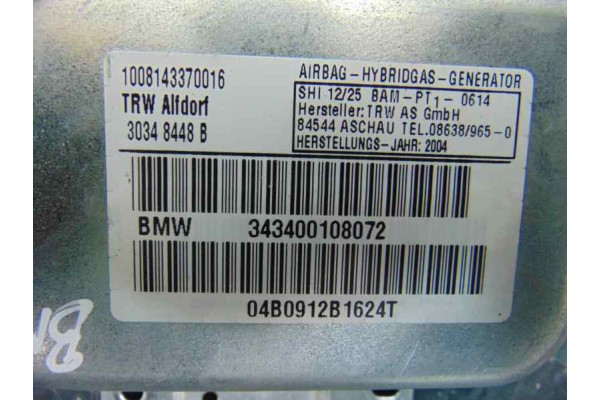 1008143370016
TRW Alfdorf
3034 8448 B
AIRBAG-HYBRIDGAS-GENERATOR
SHI 12/25 BAM-PT1- 0614
Hersteller: TRW AS GmbH
84544 ASCHAU TEL.08638/965-0
HERSTELLUNGS-JAHR: 2004
BMW 343400108072
04B0912B1624T